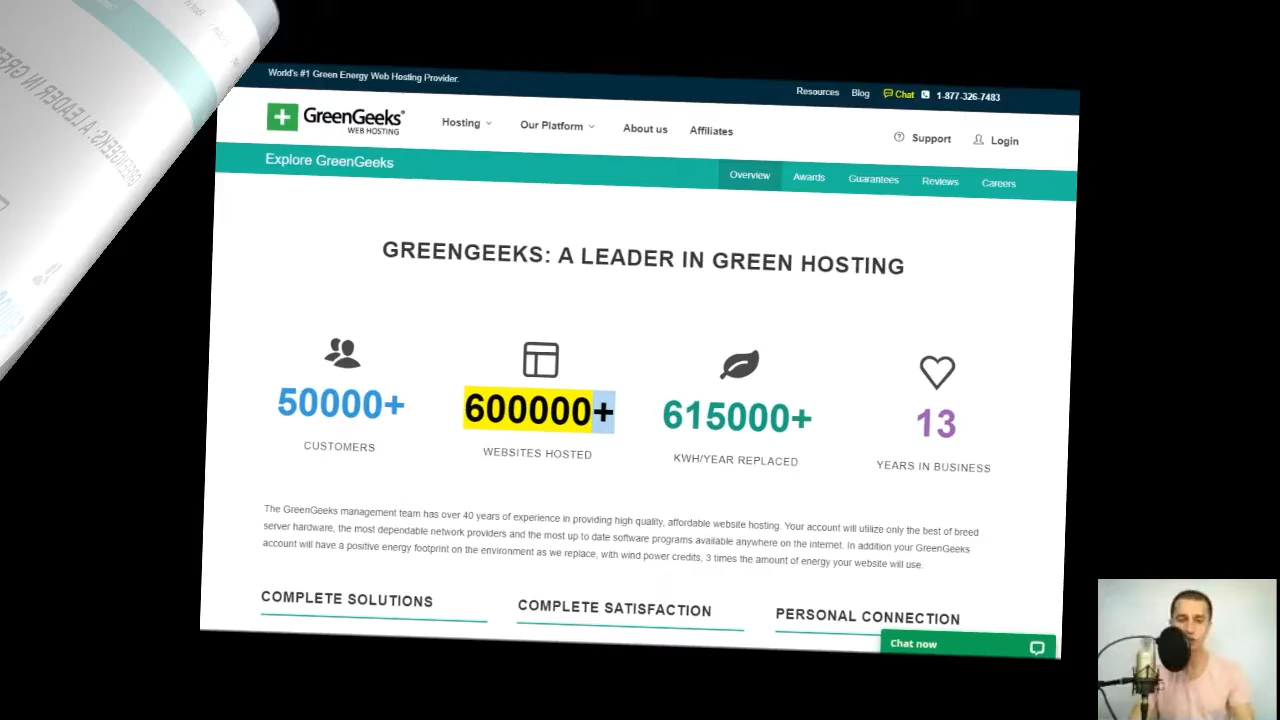 World's #1 Green Energy Web Hosting Provider.
Resources Blog Chat 1-877-326-7483
GreenGeeks®
WEB HOSTING
Hosting Our Platform About us Affiliates Support Login
Explore GreenGeeks
Overview Awards Guarantees Reviews Careers
GREENGEEKS: A LEADER IN GREEN HOSTING
50000+ 600000+ 615000+ 13
CUSTOMERS WEBSITES HOSTED KWH/YEAR REPLACED YEARS IN BUSINESS
The GreenGeeks management team has over 40 years of experience in providing high quality, affordable website hosting. Your account will utilize only the best of breed
server hardware, the most dependable network providers and the most up to date software programs available anywhere on the internet. In addition your GreenGeeks
account will have a positive energy footprint on the environment as we replace, with wind power credits, 3 times the amount of energy your website will use.
COMPLETE SOLUTIONS COMPLETE SATISFACTION PERSONAL CONNECTION
Chat now